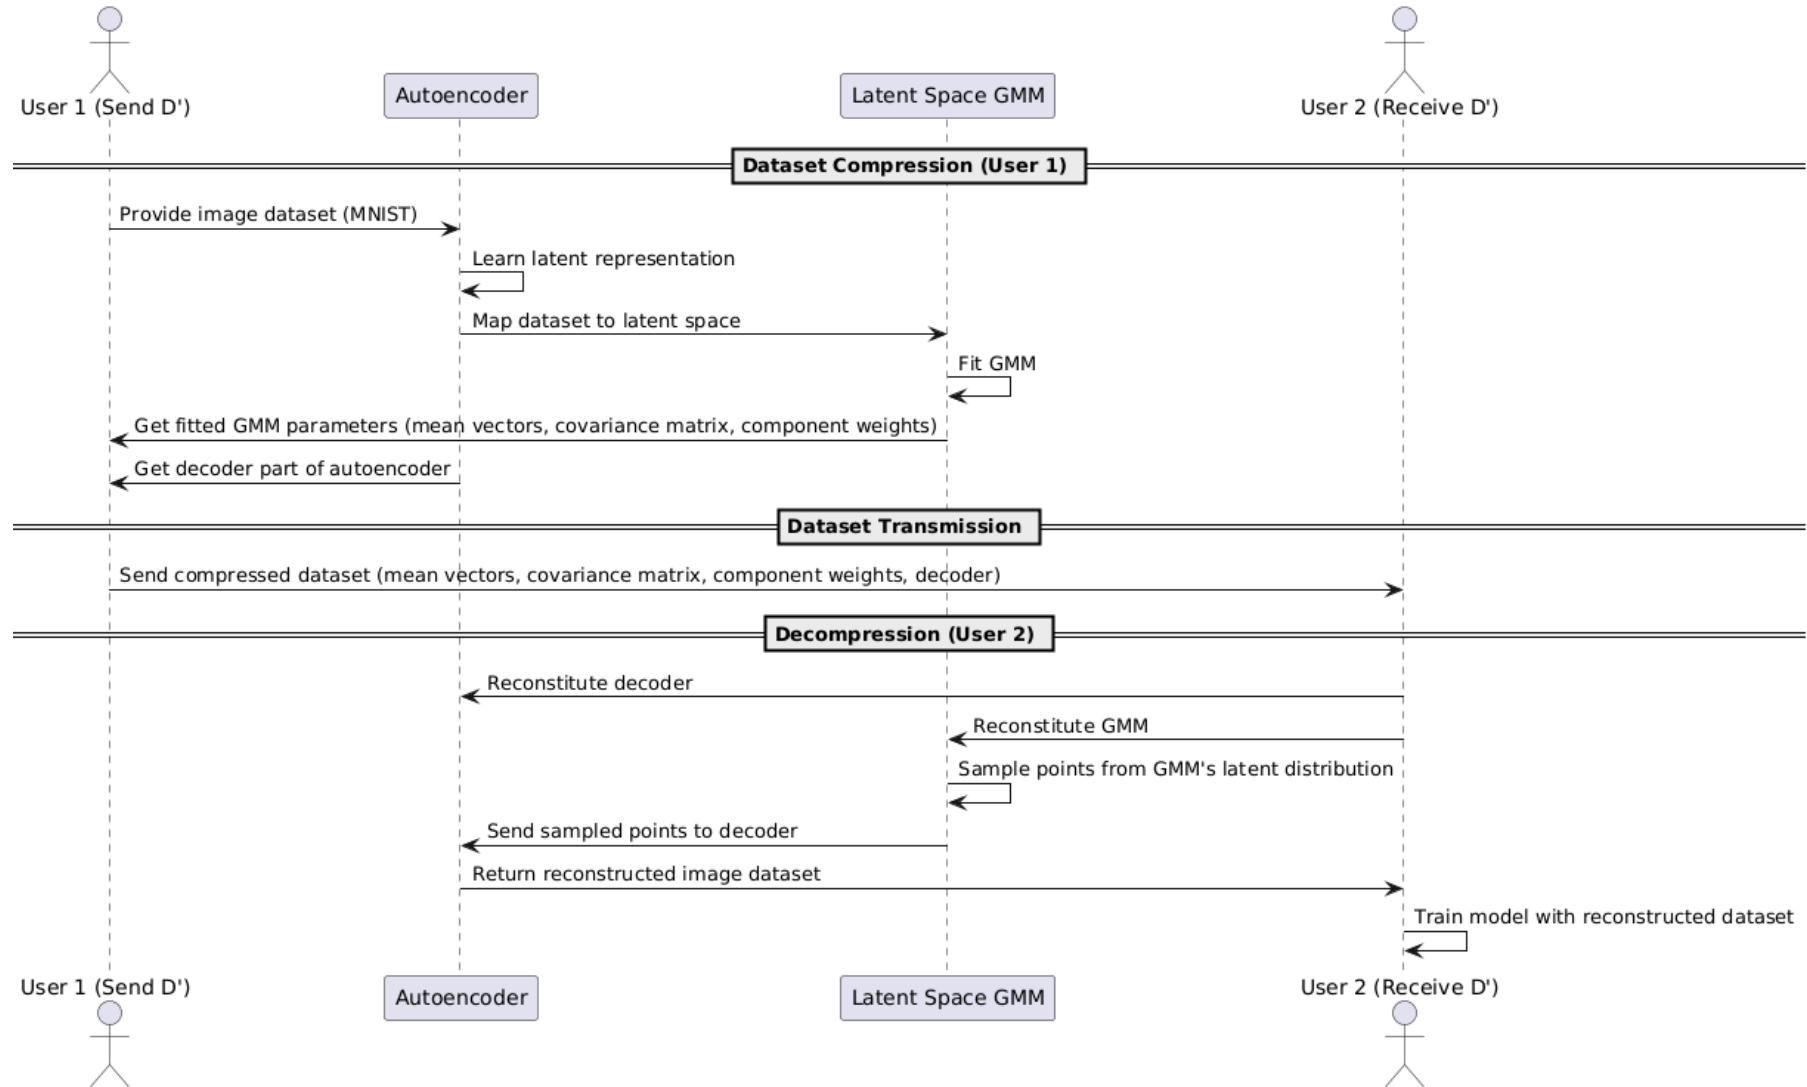 User 1 (Send D')
Autoencoder
Latent Space GMM
User 2 (Receive D')
Dataset Compression (User 1)
Provide image dataset (MNIST)
Learn latent representation
Map dataset to latent space
Fit GMM
Get fitted GMM parameters (mean vectors, covariance matrix, component weights)
Get decoder part of autoencoder
Dataset Transmission
Send compressed dataset (mean vectors, covariance matrix, component weights, decoder)
Decompression (User 2)
Reconstitute decoder
Reconstitute GMM
Sample points from GMM's latent distribution
Send sampled points to decoder
Return reconstructed image dataset
Train model with reconstructed dataset
User 1 (Send D')
Autoencoder
Latent Space GMM
User 2 (Receive D')